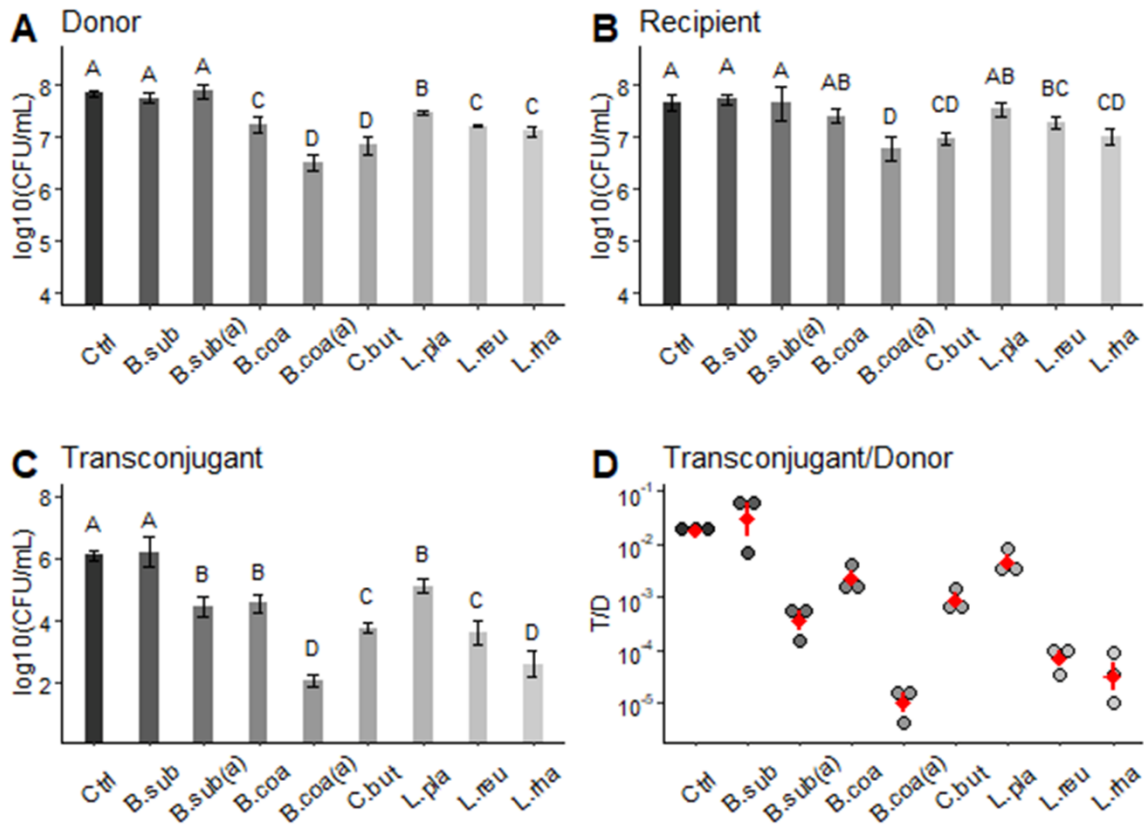 A Donor
log10(CFU/mL)
8
7
6
5
4
A A A C D D B C C
Ctrl B.sub B.sub(a) B.coa B.coa(a) C.but L.pla L.reu L.rha
B Recipient
log10(CFU/mL)
8
7
6
5
4
A A A AB D CD AB BC CD
Ctrl B.sub B.sub(a) B.coa B.coa(a) C.but L.pla L.reu L.rha
C Transconjugant
log10(CFU/mL)
8
6
4
2
A A B B D C B C D
Ctrl B.sub B.sub(a) B.coa B.coa(a) C.but L.pla L.reu L.rha
D Transconjugant/Donor
T/D
10⁻¹
10⁻²
10⁻³
10⁻⁴
10⁻⁵
Ctrl B.sub B.sub(a) B.coa B.coa(a) C.but L.pla L.reu L.rha